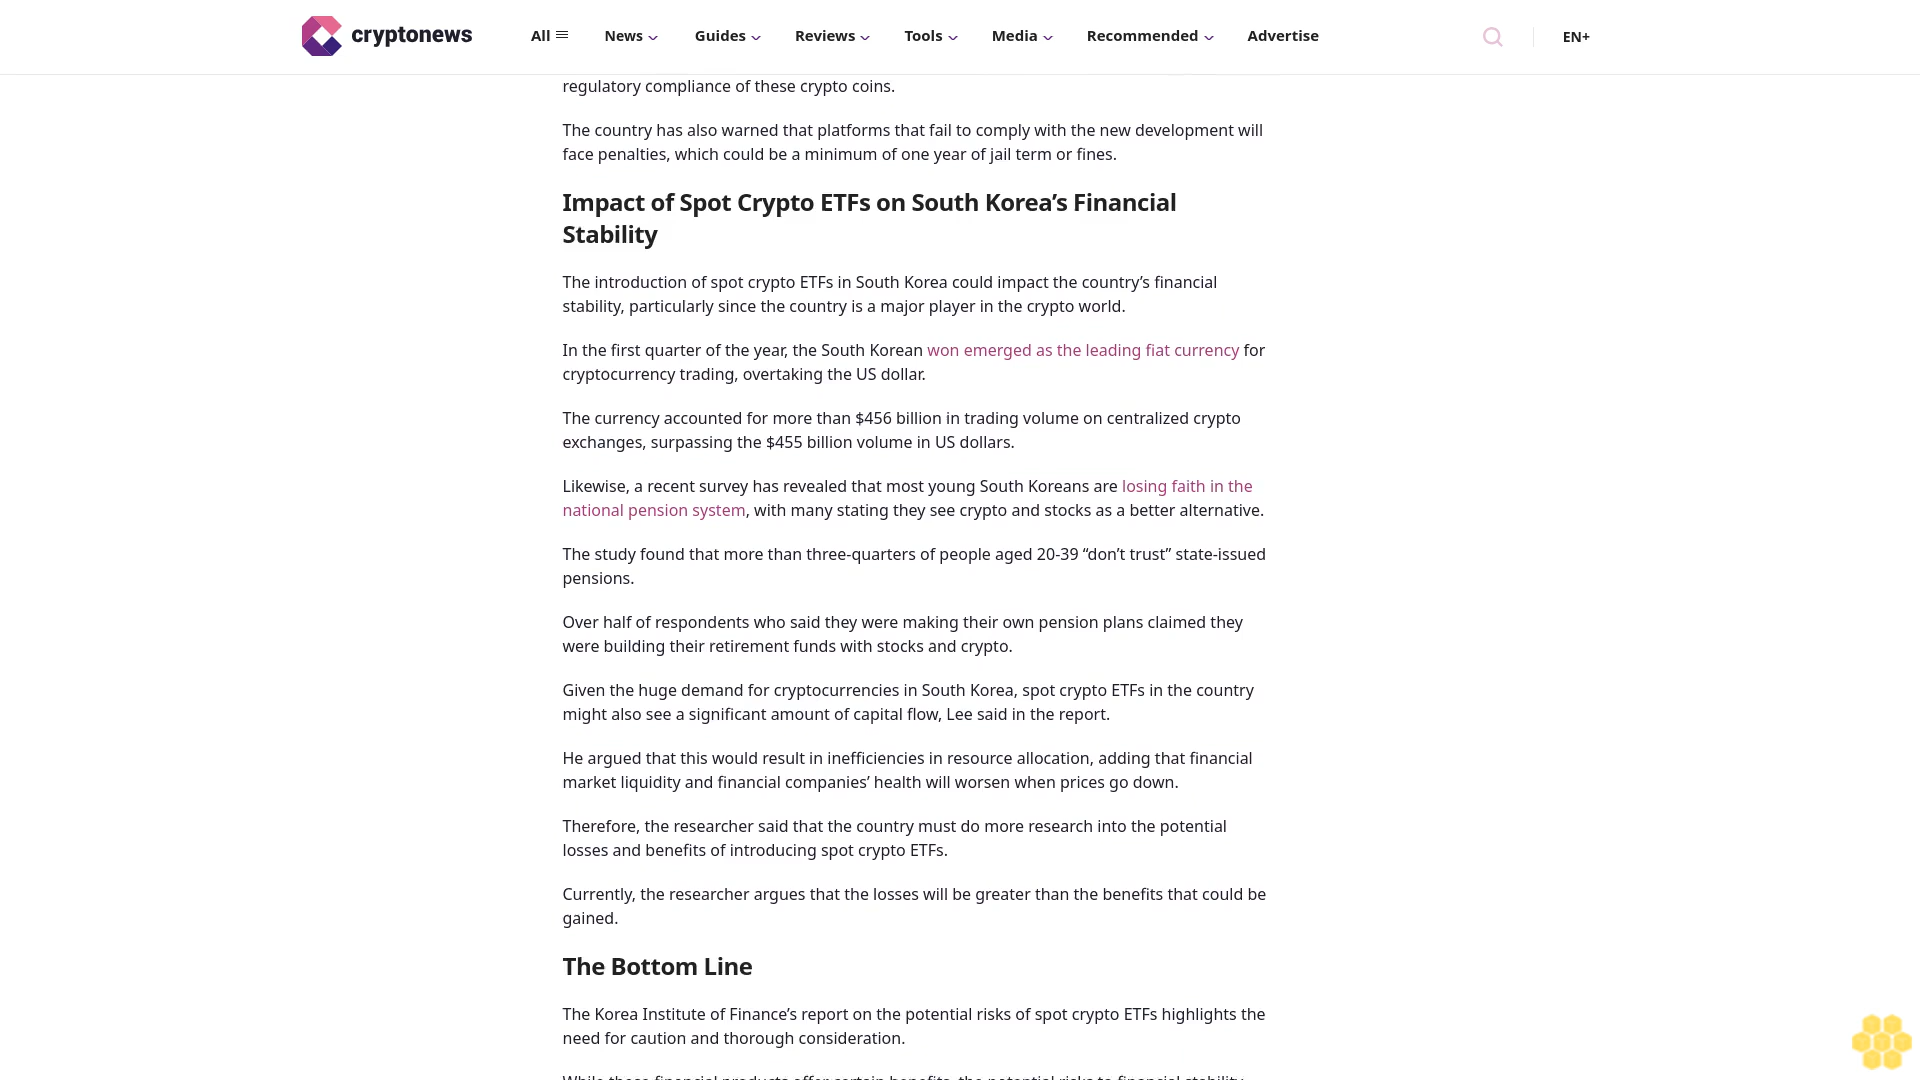 cryptonews
All
News
Guides
Reviews
Tools
Media
Recommended
Advertise
EN+
regulatory compliance of these crypto coins.
The country has also warned that platforms that fail to comply with the new development will
face penalties, which could be a minimum of one year of jail term or fines.
Impact of Spot Crypto ETFs on South Korea’s Financial
Stability
The introduction of spot crypto ETFs in South Korea could impact the country’s financial
stability, particularly since the country is a major player in the crypto world.
In the first quarter of the year, the South Korean won emerged as the leading fiat currency for
cryptocurrency trading, overtaking the US dollar.
The currency accounted for more than $456 billion in trading volume on centralized crypto
exchanges, surpassing the $455 billion volume in US dollars.
Likewise, a recent survey has revealed that most young South Koreans are losing faith in the
national pension system, with many stating they see crypto and stocks as a better alternative.
The study found that more than three-quarters of people aged 20-39 “don’t trust” state-issued
pensions.
Over half of respondents who said they were making their own pension plans claimed they
were building their retirement funds with stocks and crypto.
Given the huge demand for cryptocurrencies in South Korea, spot crypto ETFs in the country
might also see a significant amount of capital flow, Lee said in the report.
He argued that this would result in inefficiencies in resource allocation, adding that financial
market liquidity and financial companies’ health will worsen when prices go down.
Therefore, the researcher said that the country must do more research into the potential
losses and benefits of introducing spot crypto ETFs.
Currently, the researcher argues that the losses will be greater than the benefits that could be
gained.
The Bottom Line
The Korea Institute of Finance’s report on the potential risks of spot crypto ETFs highlights the
need for caution and thorough consideration.
While these financial products offer certain benefits, the potential risks to financial stability